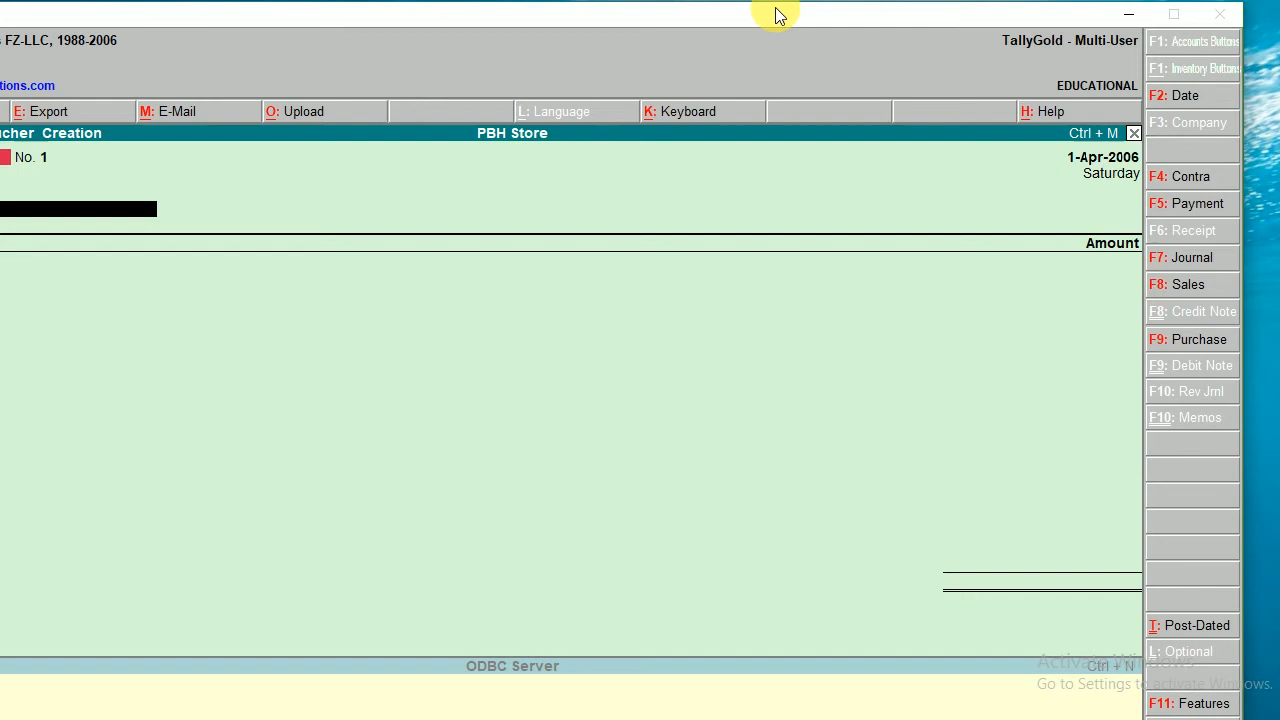 s FZ-LLC, 1988-2006
TallyGold - Multi-User
tions.com
EDUCATIONAL
E: Export
M: E-Mail
O: Upload
L: Language
K: Keyboard
H: Help
cher Creation
PBH Store
Ctrl + M
No. 1
1-Apr-2006
Saturday
Amount
ODBC Server
Ctrl + N
F1: Accounts Buttons
F1: Inventory Buttons
F2: Date
F3: Company
F4: Contra
F5: Payment
F6: Receipt
F7: Journal
F8: Sales
F8: Credit Note
F9: Purchase
F9: Debit Note
F10: Rev Jrnl
F10: Memos
T: Post-Dated
L: Optional
F11: Features
Activate Windows
Go to Settings to activate Windows.